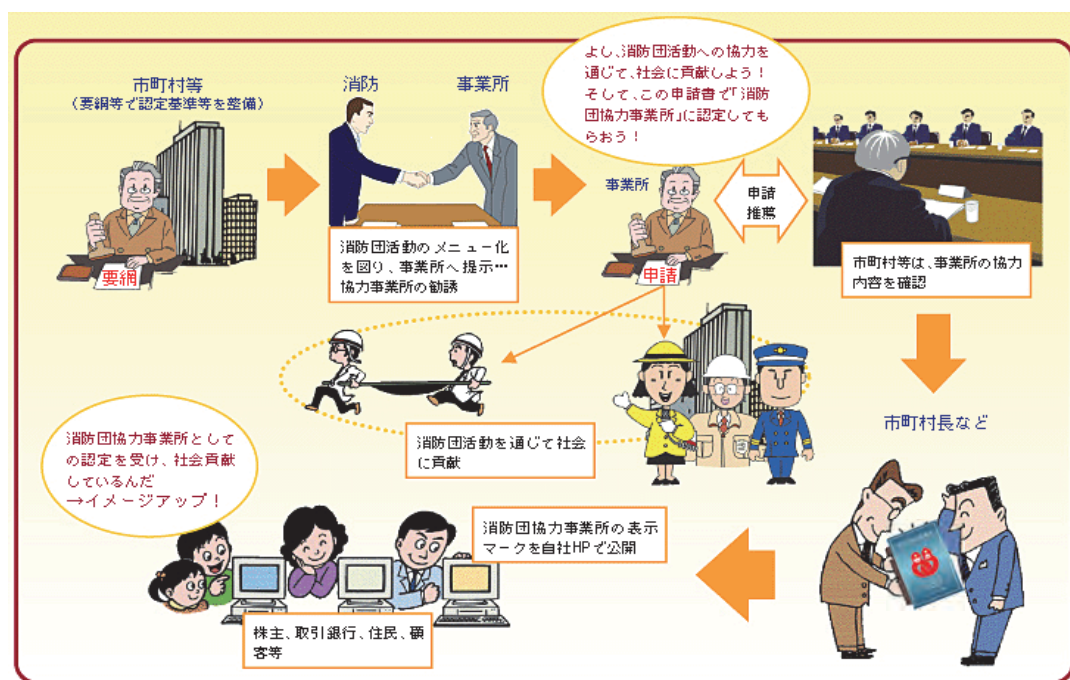 市町村等
(要綱等で認定基準等を整備)
要綱
消防
事業所
消防団活動のメニュー化
を図り、事業所へ提示…
協力事業所の勧誘
よし、消防団活動への協力を
通じて、社会に貢献しよう！
そして、この申請書で「消防
団協力事業所」に認定しても
らおう！
事業所
申請
申請
推薦
市町村等は、事業所の協力
内容を確認
消防団活動を通じて社会
に貢献
市町村長など
消防団協力事業所として
の認定を受け、社会貢献
しているんだ
→イメージアップ！
消防団協力事業所の表示
マークを自社HPで公開
株主、取引銀行、住民、顧
客等